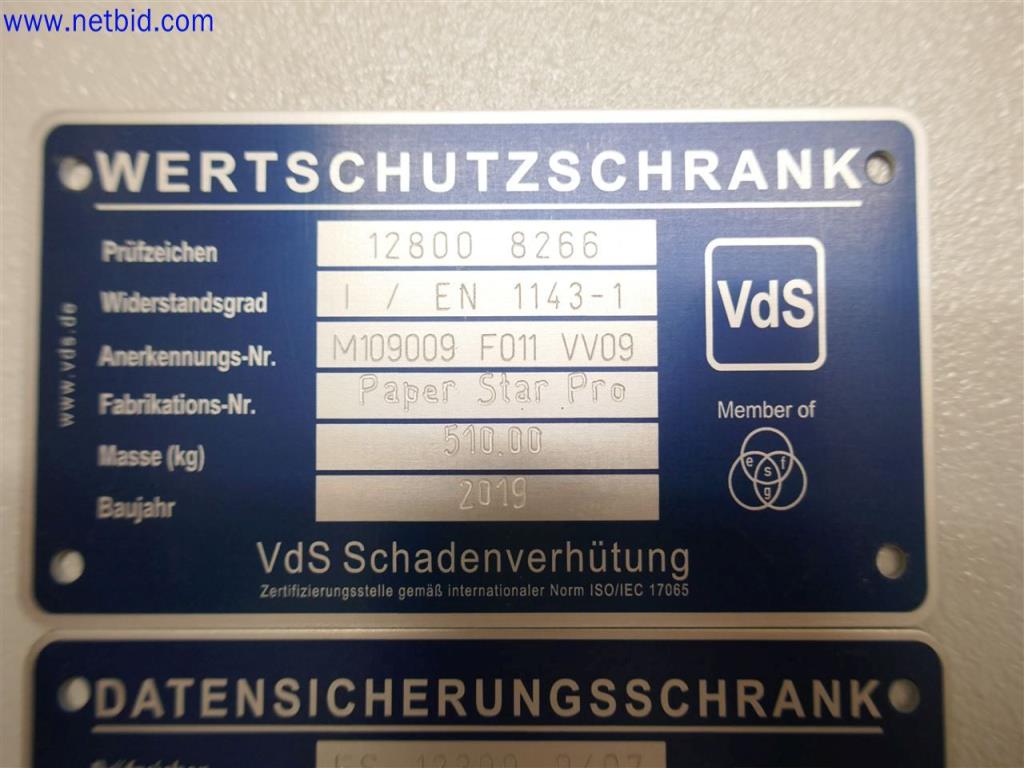 www.netbid.com
WERTSCHUTZSCHRANK
Prüfzeichen 12800 8266
Widerstandsgrad I / EN 1143-1
Anerkennungs-Nr. M109009 F011 VV09
Fabrikations-Nr. Paper Star Pro
Masse (kg) 510.00
Baujahr 2019
www.vds.de
VdS
Member of
e s f g
VdS Schadenverhütung
Zertifizierungsstelle gemäß internationaler Norm ISO/IEC 17065
DATENSICHERUNGSSCHRANK